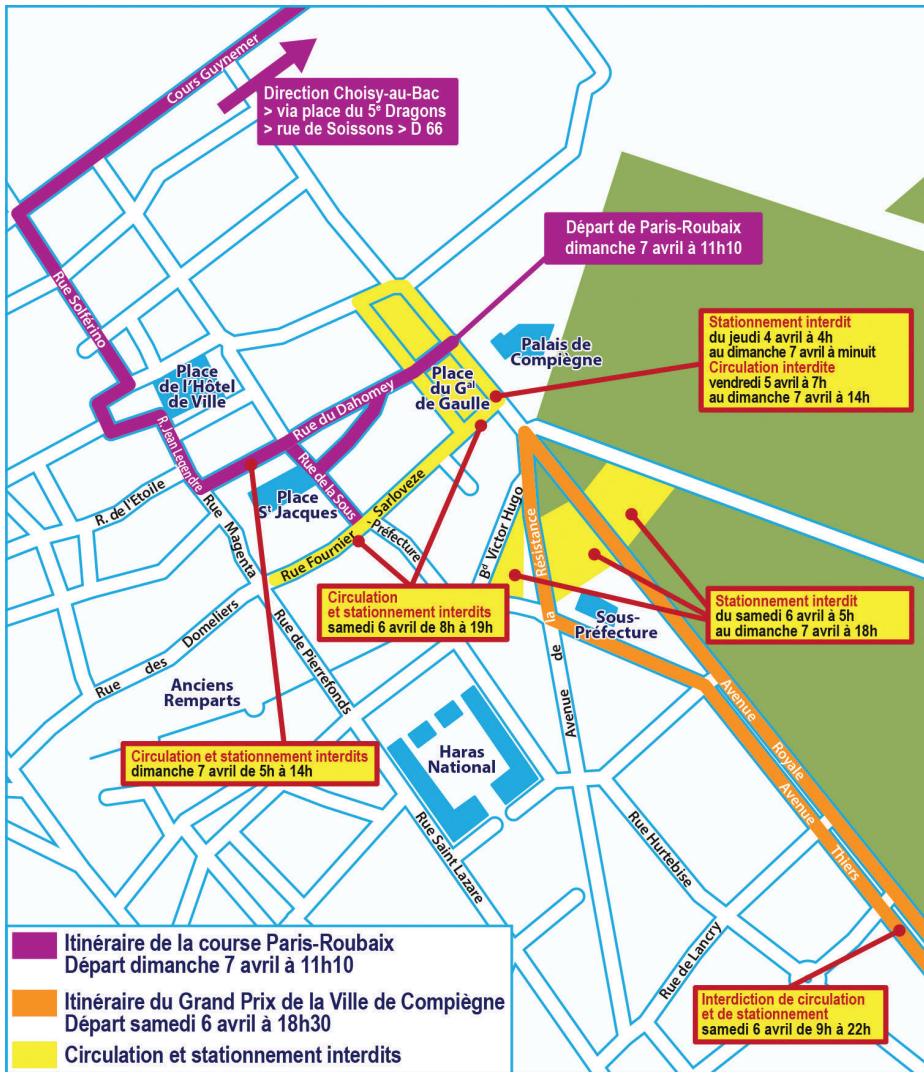 Cours Guynemer
Direction Choisy-au-Bac
> via place du 5e Dragons
> rue de Soissons > D 66
Départ de Paris-Roubaix
dimanche 7 avril à 11h10
Rue Solférino
Stationnement interdit
du jeudi 4 avril à 4h
au dimanche 7 avril à minuit
Circulation interdite
vendredi 5 avril à 7h
au dimanche 7 avril à 14h
Palais de
Compiègne
Place
de l'Hôtel
de Ville
Place
du Gal
de Gaulle
Rue du Dahomey
R. Jean Legendre
Rue de la Sous
-Préfecture
R. de l'Etoile
Place
St Jacques
Rue Magenta
Rue Fournier - Sarloveze
Bd Victor Hugo
Avenue de la Résistance
Circulation
et stationnement interdits
samedi 6 avril de 8h à 19h
Stationnement interdit
du samedi 6 avril à 5h
au dimanche 7 avril à 18h
Sous-
Préfecture
Rue des Domeliers
Rue de Pierrefonds
Anciens
Remparts
Circulation et stationnement interdits
dimanche 7 avril de 5h à 14h
Haras
National
Avenue Royale
Avenue Thiers
Rue Saint Lazare
Rue Hurtebise
Rue de Lancry
Interdiction de circulation
et de stationnement
samedi 6 avril de 9h à 22h
Itinéraire de la course Paris-Roubaix
Départ dimanche 7 avril à 11h10
Itinéraire du Grand Prix de la Ville de Compiègne
Départ samedi 6 avril à 18h30
Circulation et stationnement interdits